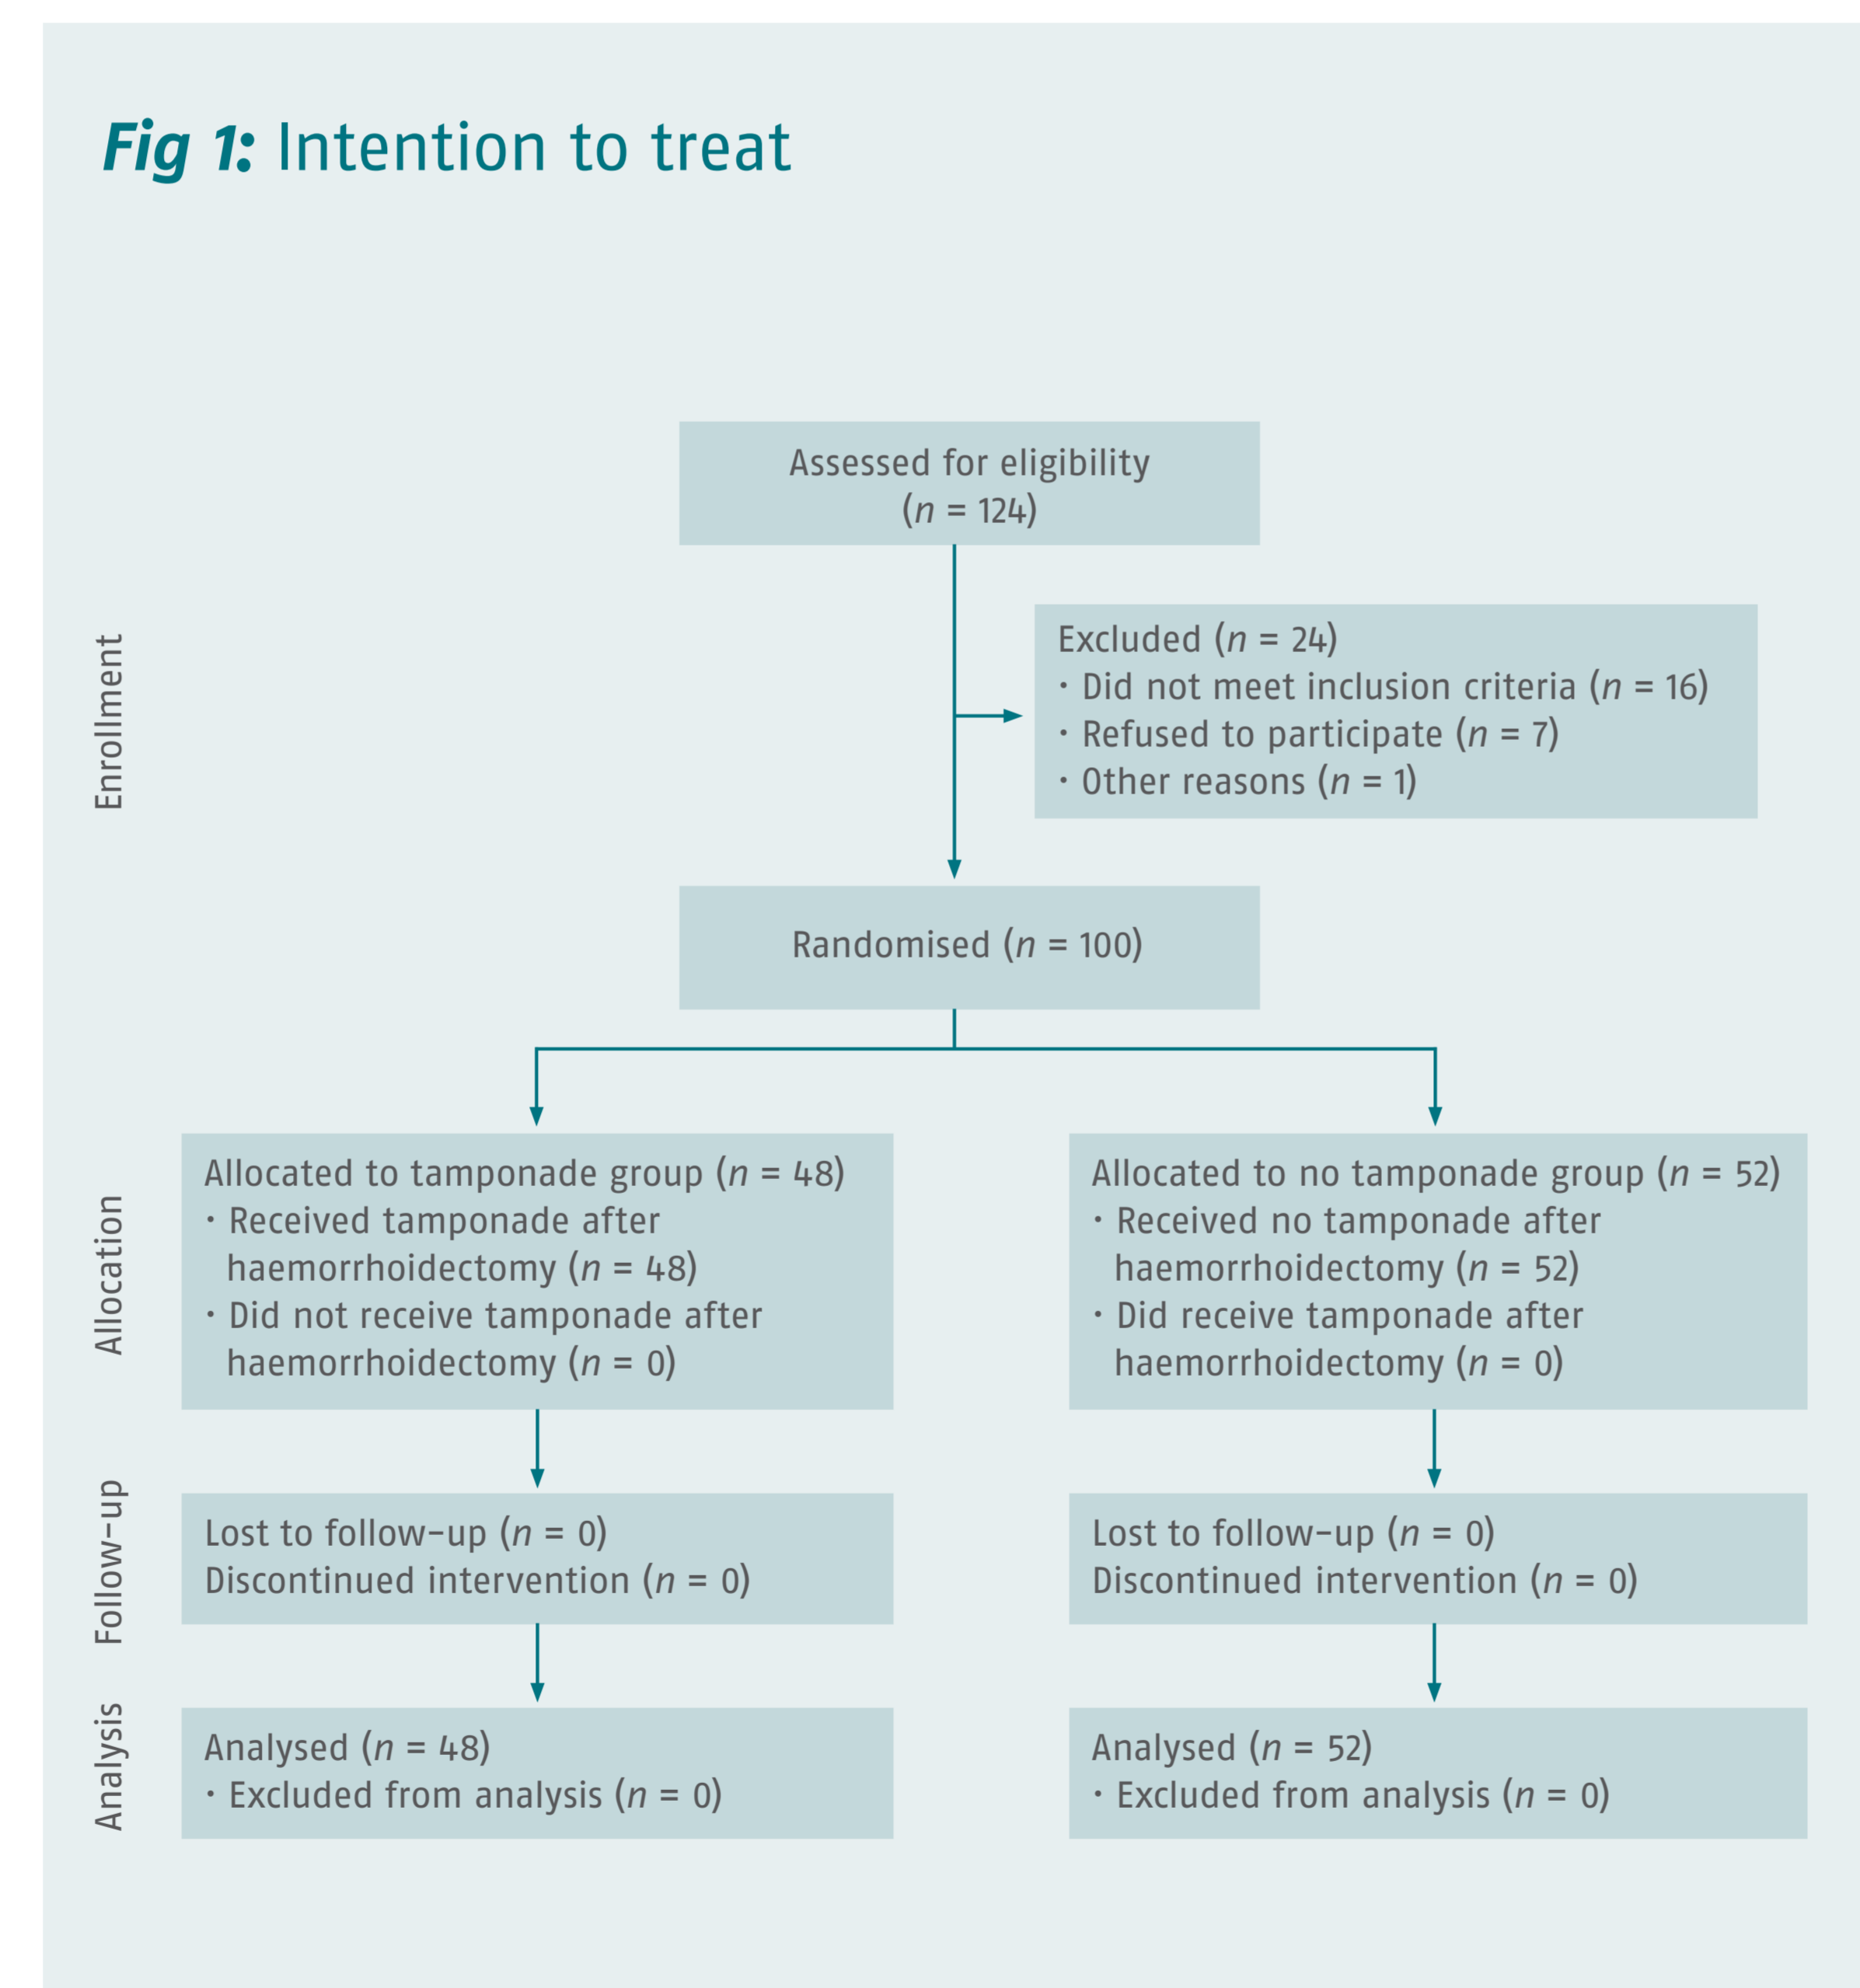 Fig 1: Intention to treat
Assessed for eligibility
(n = 124)
Enrollment
Excluded (n = 24)
· Did not meet inclusion criteria (n = 16)
· Refused to participate (n = 7)
· Other reasons (n = 1)
Randomised (n = 100)
Allocation
Allocated to tamponade group (n = 48)
· Received tamponade after
haemorrhoidectomy (n = 48)
· Did not receive tamponade after
haemorrhoidectomy (n = 0)
Allocated to no tamponade group (n = 52)
· Received no tamponade after
haemorrhoidectomy (n = 52)
· Did receive tamponade after
haemorrhoidectomy (n = 0)
Follow-up
Lost to follow-up (n = 0)
Discontinued intervention (n = 0)
Lost to follow-up (n = 0)
Discontinued intervention (n = 0)
Analysis
Analysed (n = 48)
· Excluded from analysis (n = 0)
Analysed (n = 52)
· Excluded from analysis (n = 0)